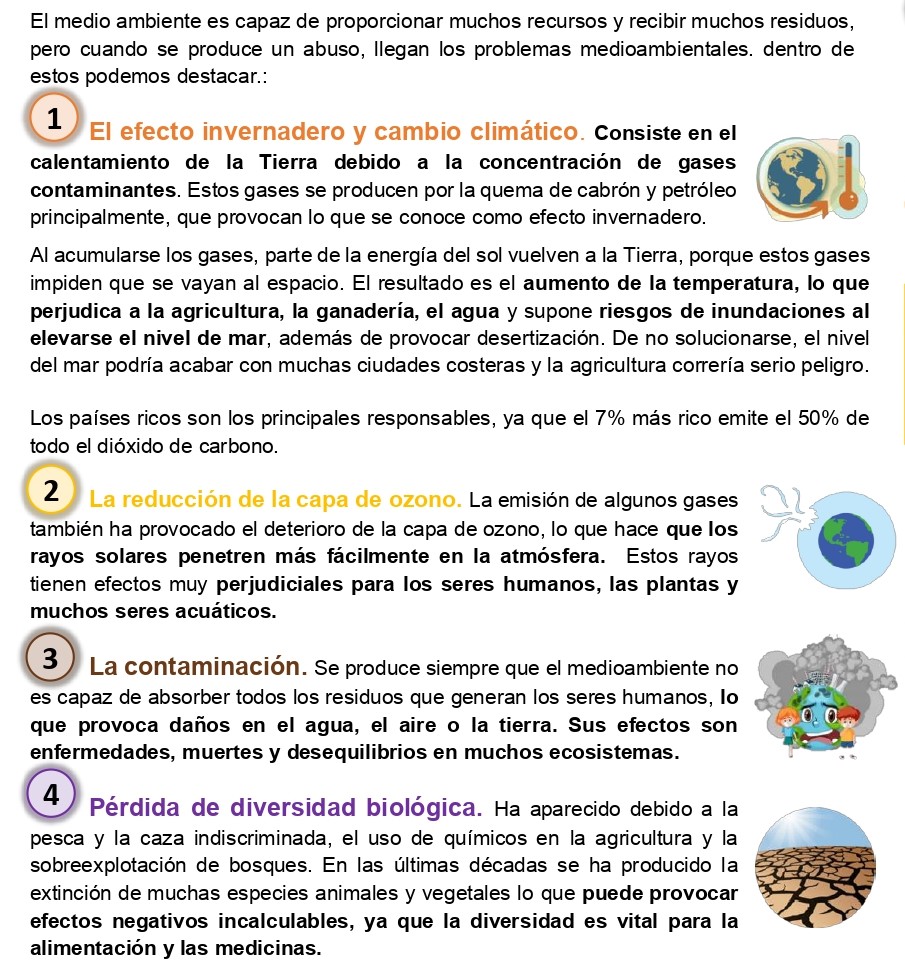 El medio ambiente es capaz de proporcionar muchos recursos y recibir muchos residuos,
pero cuando se produce un abuso, llegan los problemas medioambientales. dentro de
estos podemos destacar.:
1 El efecto invernadero y cambio climático. Consiste en el
calentamiento de la Tierra debido a la concentración de gases
contaminantes. Estos gases se producen por la quema de cabrón y petróleo
principalmente, que provocan lo que se conoce como efecto invernadero.
Al acumularse los gases, parte de la energía del sol vuelven a la Tierra, porque estos gases
impiden que se vayan al espacio. El resultado es el aumento de la temperatura, lo que
perjudica a la agricultura, la ganadería, el agua y supone riesgos de inundaciones al
elevarse el nivel de mar, además de provocar desertización. De no solucionarse, el nivel
del mar podría acabar con muchas ciudades costeras y la agricultura correría serio peligro.
Los países ricos son los principales responsables, ya que el 7% más rico emite el 50% de
todo el dióxido de carbono.
2 La reducción de la capa de ozono. La emisión de algunos gases
también ha provocado el deterioro de la capa de ozono, lo que hace que los
rayos solares penetren más fácilmente en la atmósfera. Estos rayos
tienen efectos muy perjudiciales para los seres humanos, las plantas y
muchos seres acuáticos.
3 La contaminación. Se produce siempre que el medioambiente no
es capaz de absorber todos los residuos que generan los seres humanos, lo
que provoca daños en el agua, el aire o la tierra. Sus efectos son
enfermedades, muertes y desequilibrios en muchos ecosistemas.
4 Pérdida de diversidad biológica. Ha aparecido debido a la
pesca y la caza indiscriminada, el uso de químicos en la agricultura y la
sobreexplotación de bosques. En las últimas décadas se ha producido la
extinción de muchas especies animales y vegetales lo que puede provocar
efectos negativos incalculables, ya que la diversidad es vital para la
alimentación y las medicinas.